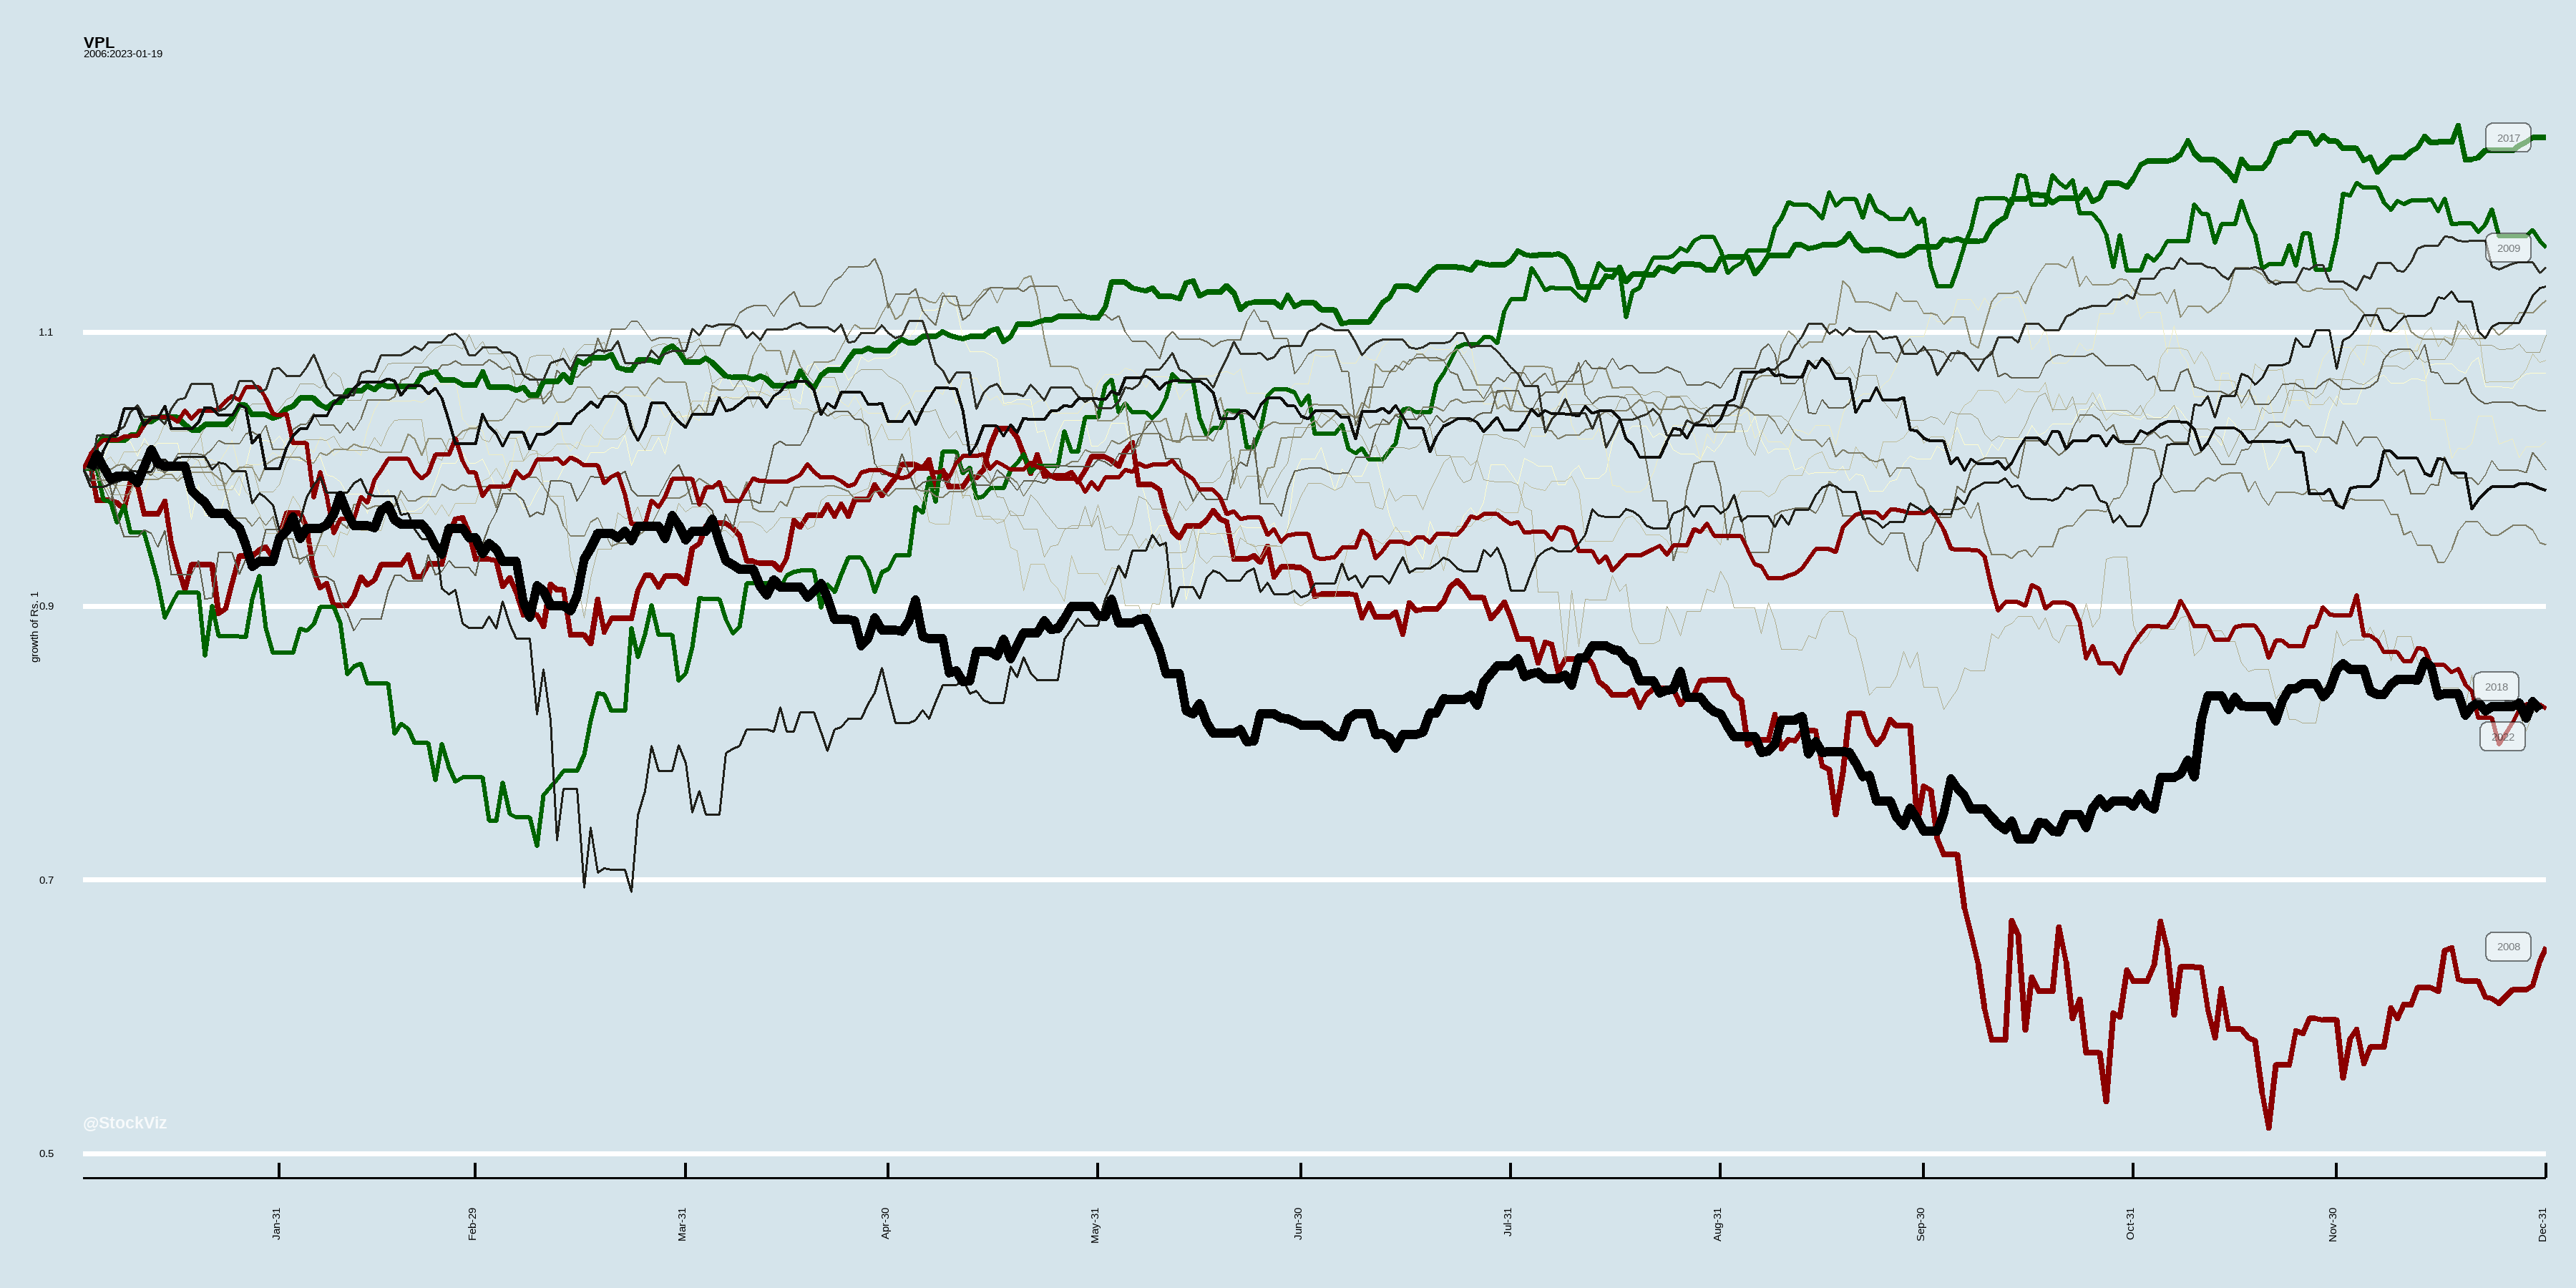 VPL
2006:2023-01-19
2017
2009
1.1
growth of Rs. 1
0.9
2018
2022
0.7
2008
@StockViz
0.5
Jan-31
Feb-29
Mar-31
Apr-30
May-31
Jun-30
Jul-31
Aug-31
Sep-30
Oct-31
Nov-30
Dec-31